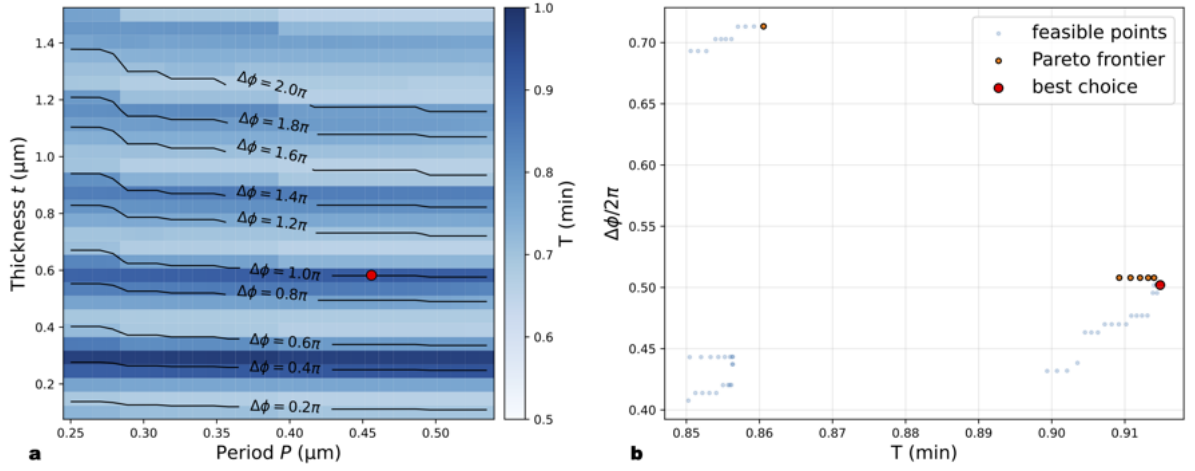 Thickness t (μm)
1.4
1.2
1.0
0.8
0.6
0.4
0.2
Δϕ = 2.0π
Δϕ = 1.8π
Δϕ = 1.6π
Δϕ = 1.4π
Δϕ = 1.2π
Δϕ = 1.0π
Δϕ = 0.8π
Δϕ = 0.6π
Δϕ = 0.4π
Δϕ = 0.2π
0.25 0.30 0.35 0.40 0.45 0.50
a Period P (μm)
1.0
0.9
0.8
0.7
0.6
0.5
T (min)
Δϕ/2π
0.70
0.65
0.60
0.55
0.50
0.45
0.40
feasible points
Pareto frontier
best choice
0.85 0.86 0.87 0.88 0.89 0.90 0.91
b T (min)